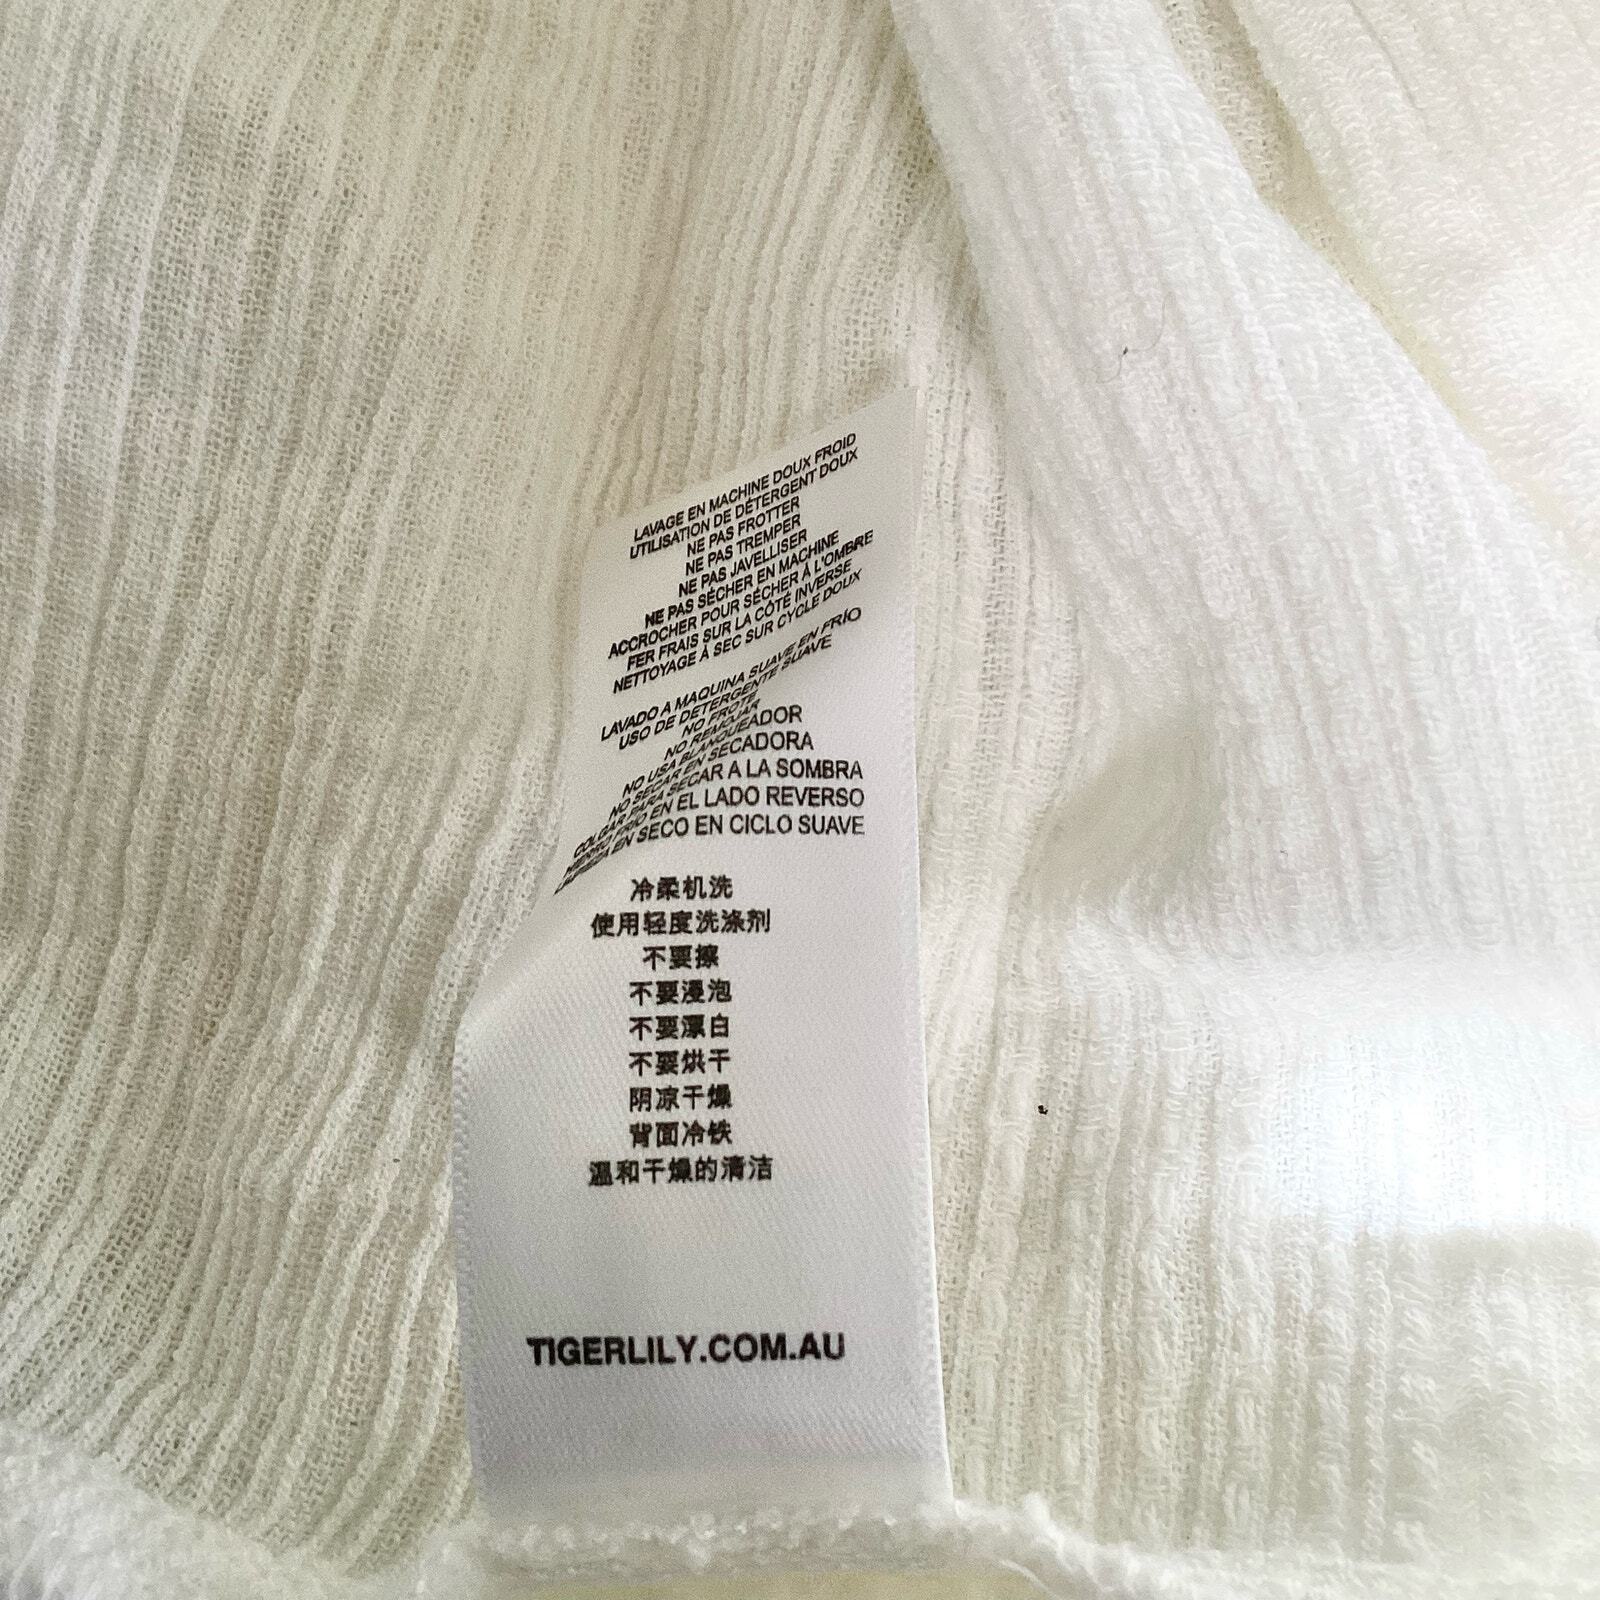 LAVAGE EN MACHINE DOUX FROID
UTILISATION DE DÉTERGENT DOUX
NE PAS FROTTER
NE PAS TREMPER
NE PAS JAVELLISER
NE PAS SÉCHER EN MACHINE
ACCROCHER POUR SÉCHER À L'OMBRE
FER FRAIS SUR LA CÔTÉ INVERSE
NETTOYAGE À SEC SUR CYCLE DOUX
LAVADO A MAQUINA SUAVE EN FRÍO
USO DE DETERGENTE SUAVE
NO FROTE
NO REMOJAR
NO USA BLANQUEADOR
NO SECAR EN SECADORA
COLGAR PARA SECAR A LA SOMBRA
HIERRO FRÍO EN EL LADO REVERSO
LIMPIEZA EN SECO EN CICLO SUAVE
冷柔机洗
使用轻度洗涤剂
不要擦
不要浸泡
不要漂白
不要烘干
阴凉干燥
背面冷铁
温和干燥的清洁
TIGERLILY.COM.AU